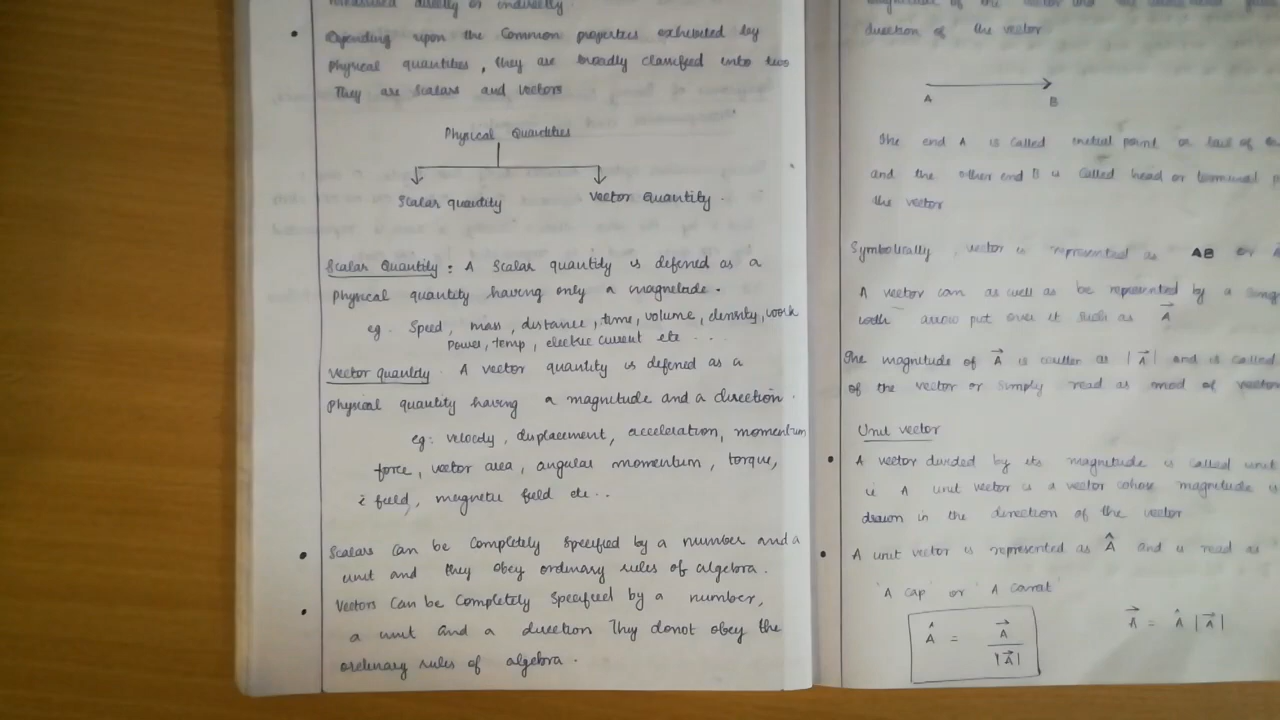 measured directly or indirectly.
Depending upon the Common properties exhibited by
physical quantities, they are broadly classified into two
They are Scalars and vectors
Physical Quantities
Scalar quantity
Vector Quantity.
Scalar Quantity: A Scalar quantity is defined as a
physical quantity having only a magnetude.
eg. Speed, mass, distance, time, volume, density, work
Power, temp, electric current etc ...
Vector quantity. A vector quantity is defined as a
physical quantity having a magnitude and a direction.
eg: velocity, displacement, acceleration, momentum
force, vector area, angular momentum, torque,
field, magnetic field etc..
Scalars can be completely specified by a number and a
unit and they obey ordinary rules of algebra.
Vectors can be completely specified by a number,
a unit and a direction They donot obey the
ordinary rules of algebra.
direction of the vector
A
B
The end A is called initial point or tail of
and the other end B is called head or terminal
the vector
Symbolically vector is represented as AB or
A vector can as well as be represented by a
with arrow put over it such as A⃗
The magnitude of A⃗ is written as |A⃗| and is called
of the vector or simply read as mod of vector
Unit vector
A vector divided by its magnitude is called unit
ie A unit vector is a vector whose magnitude is
drawn in the direction of the vector
A unit vector is represented as Â and is read as
'A cap' or 'A carrat'
Â = A⃗ / |A⃗|
A⃗ = Â |A⃗|